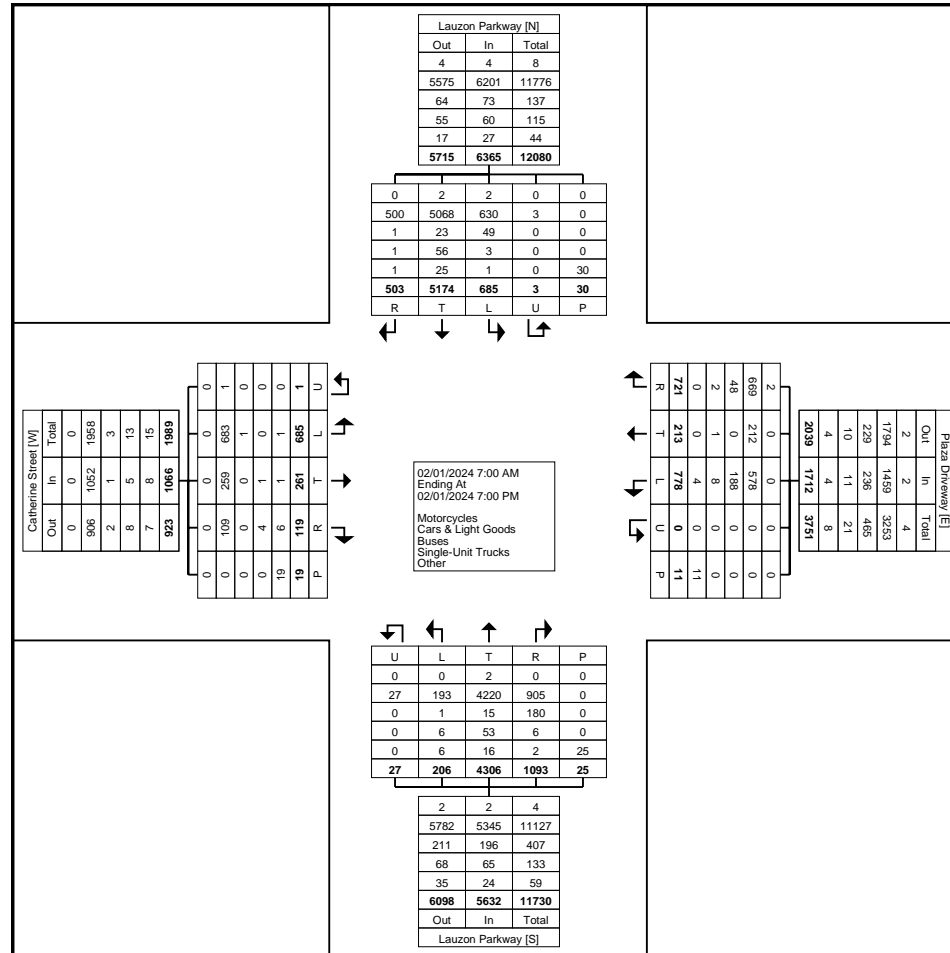 Lauzon Parkway [N]
Out In Total
4 4 8
5575 6201 11776
64 73 137
55 60 115
17 27 44
5715 6365 12080
0 2 2 0 0
500 5068 630 3 0
1 23 49 0 0
1 56 3 0 0
1 25 1 0 30
503 5174 685 3 30
R T L U P
U L T R P
1 685 261 119 19
0 1 1 6 19
0 0 1 4 0
0 1 0 0 0
1 683 259 109 0
0 0 0 0 0
1989 1066 923
15 8 7
13 5 8
3 1 2
1958 1052 906
0 0 0
Total In Out
Catherine Street [W]
02/01/2024 7:00 AM
Ending At
02/01/2024 7:00 PM
Motorcycles
Cars & Light Goods
Buses
Single-Unit Trucks
Other
Plaza Driveway [E]
Out In Total
2 2 4
1794 1459 3253
229 236 465
10 11 21
4 4 8
2039 1712 3751
2 0 0 0 0
669 212 578 0 0
48 0 188 0 0
2 1 8 0 0
0 0 4 0 11
721 213 778 0 11
R T L U P
U L T R P
0 0 2 0 0
27 193 4220 905 0
0 1 15 180 0
0 6 53 6 0
0 6 16 2 25
27 206 4306 1093 25
2 2 4
5782 5345 11127
211 196 407
68 65 133
35 24 59
6098 5632 11730
Out In Total
Lauzon Parkway [S]